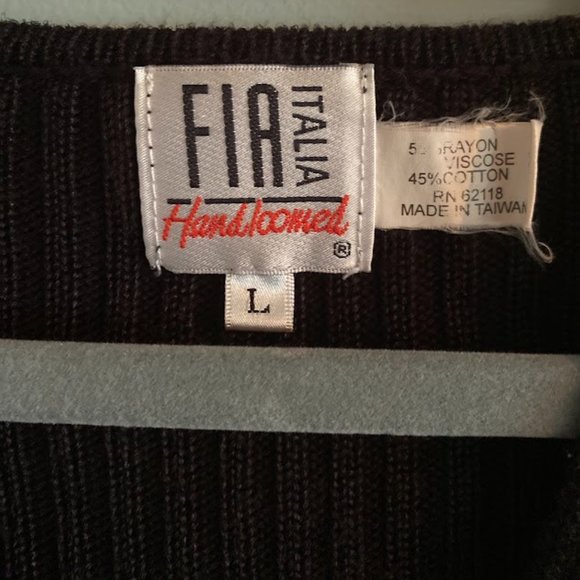 FIA
ITALIA
Handloomed
®
L
RAYON
VISCOSE
45% COTTON
RN 62118
MADE IN TAIWAN